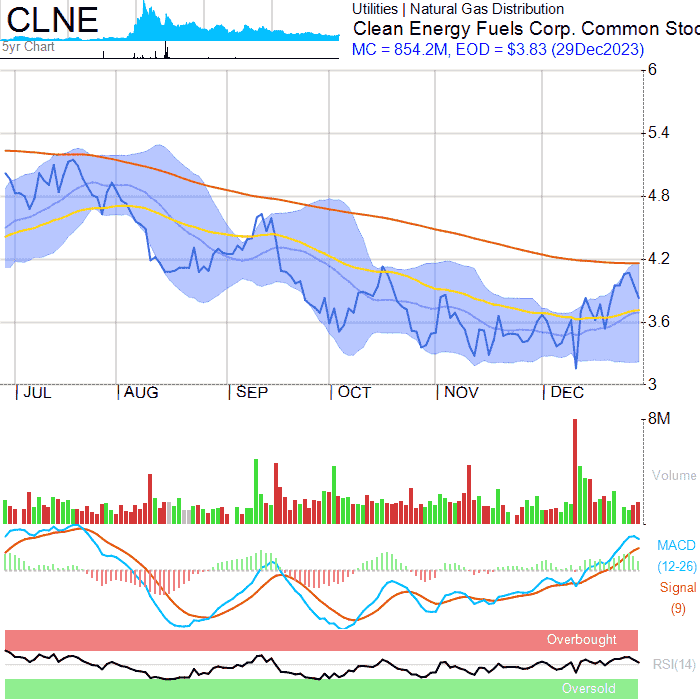 CLNE
5yr Chart
Utilities | Natural Gas Distribution
Clean Energy Fuels Corp. Common Stoc
MC = 854.2M, EOD = $3.83 (29Dec2023)
6
5.4
4.8
4.2
3.6
3
JUL AUG SEP OCT NOV DEC
8M
Volume
MACD
(12-26)
Signal
(9)
Overbought
RSI(14)
Oversold